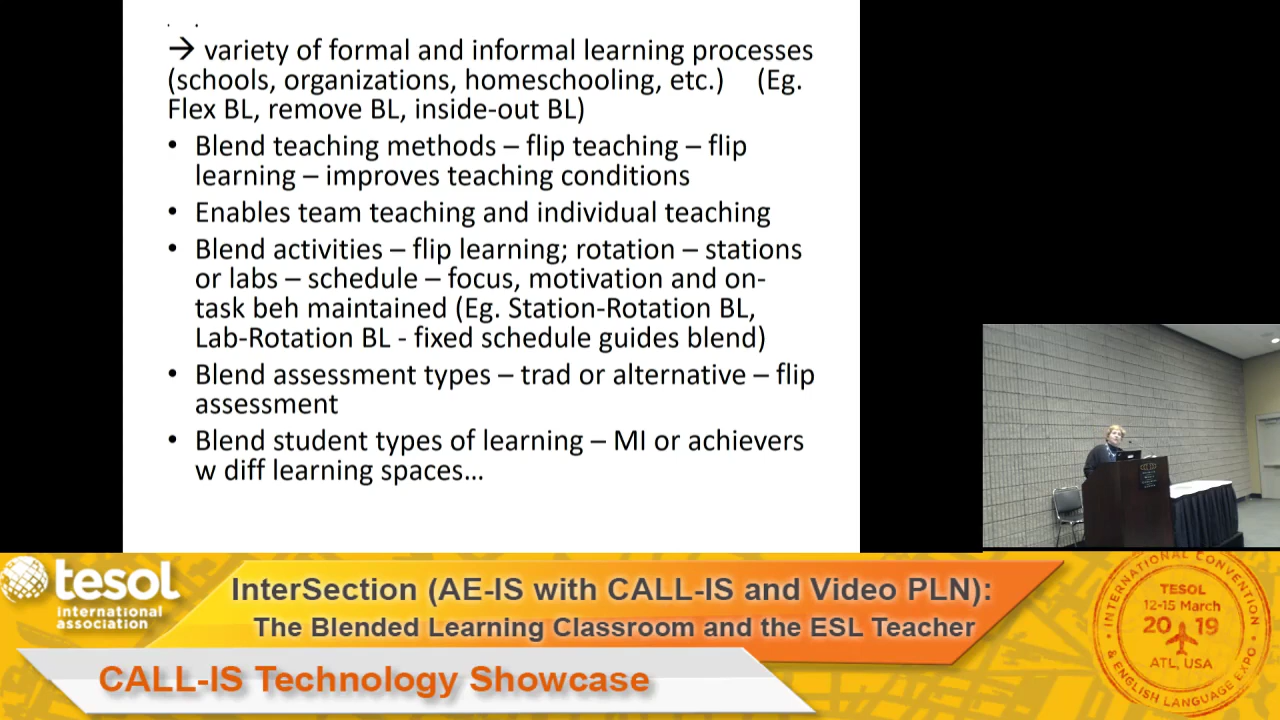 → variety of formal and informal learning processes
(schools, organizations, homeschooling, etc.) (Eg.
Flex BL, remove BL, inside-out BL)
• Blend teaching methods – flip teaching – flip
learning – improves teaching conditions
• Enables team teaching and individual teaching
• Blend activities – flip learning; rotation – stations
or labs – schedule – focus, motivation and on-
task beh maintained (Eg. Station-Rotation BL,
Lab-Rotation BL - fixed schedule guides blend)
• Blend assessment types – trad or alternative – flip
assessment
• Blend student types of learning – MI or achievers
w diff learning spaces...
tesol
international
association
InterSection (AE-IS with CALL-IS and Video PLN):
The Blended Learning Classroom and the ESL Teacher
CALL-IS Technology Showcase
INTERNATIONAL CONVENTION
TESOL
12-15 March
20 19
ATL, USA
& ENGLISH LANGUAGE EXPO